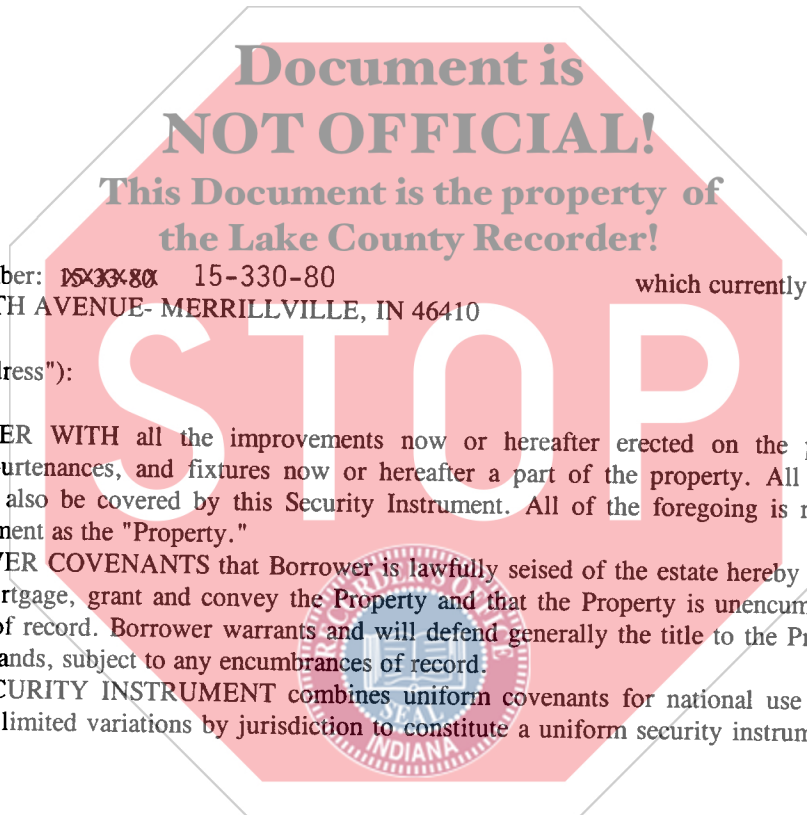 Document is
NOT OFFICIAL!
This Document is the property of
the Lake County Recorder!
ber: 15-33-80 15-330-80 which currently
TH AVENUE- MERRILLVILLE, IN 46410
dress"):
STOP
ER WITH all the improvements now or hereafter erected on the
urtenances, and fixtures now or hereafter a part of the property. All
also be covered by this Security Instrument. All of the foregoing is
ment as the "Property."
VER COVENANTS that Borrower is lawfully seised of the estate hereby
rtgage, grant and convey the Property and that the Property is unencum
of record. Borrower warrants and will defend generally the title to the Pr
ands, subject to any encumbrances of record.
CURITY INSTRUMENT combines uniform covenants for national use
limited variations by jurisdiction to constitute a uniform security instrum
SEAL
INDIANA